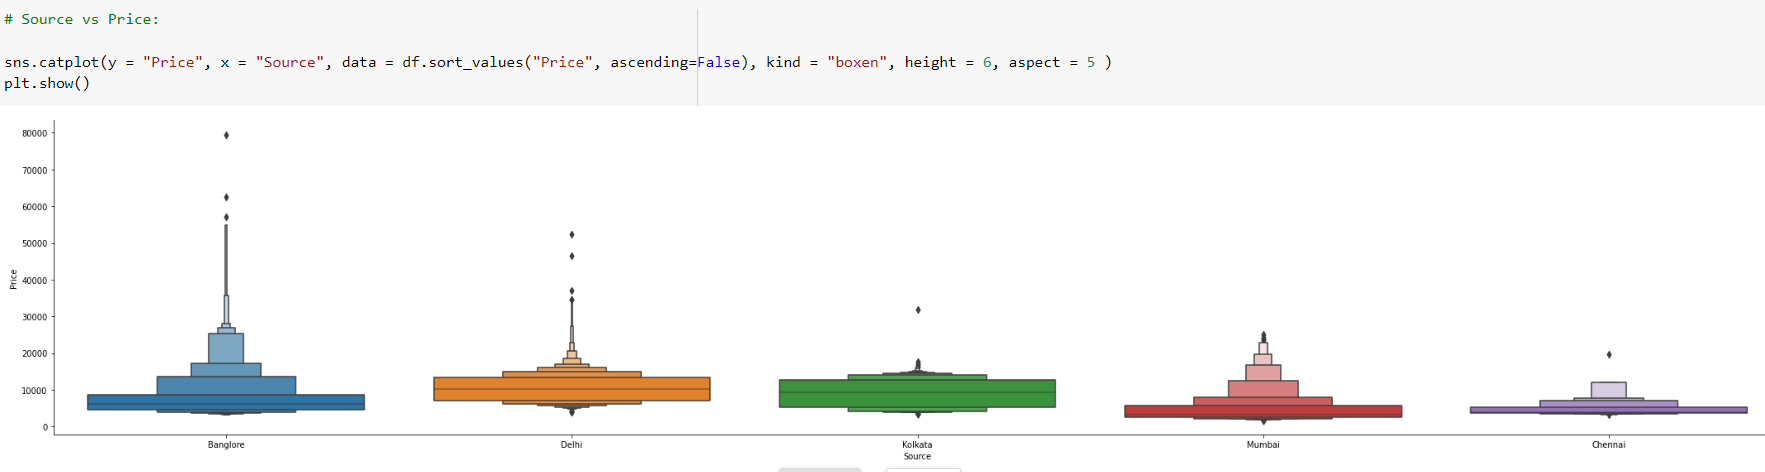 # Source vs Price:
sns.catplot(y = "Price", x = "Source", data = df.sort_values("Price", ascending=False), kind = "boxen", height = 6, aspect = 5 )
plt.show()
80000
70000
60000
50000
40000
30000
20000
10000
0
Price
Banglore Delhi Kolkata Mumbai Chennai
Source